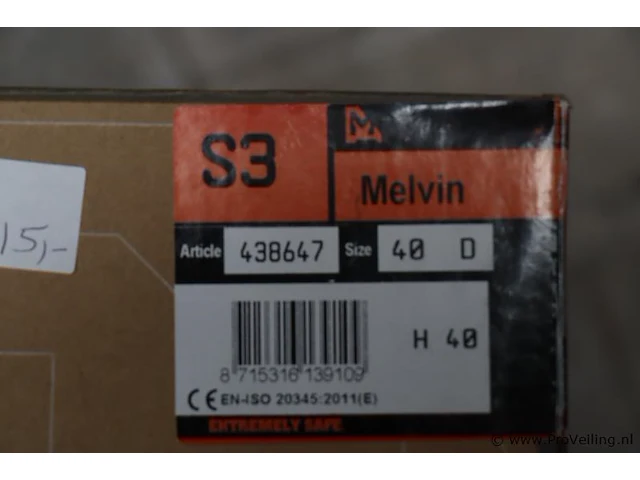 S3
Melvin
15,-
Article 438647 Size 40 D
H 40
8 715316 139109
CE EN-ISO 20345:2011(E)
EXTREMELY SAFE
© www.ProVeiling.nl